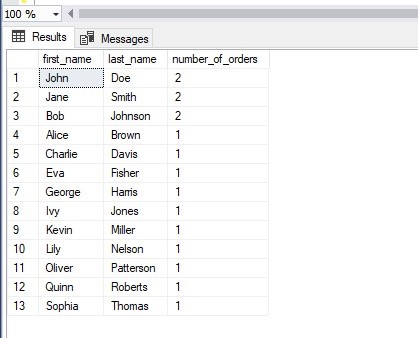 100 %
Results Messages
first_name last_name number_of_orders
1 John Doe 2
2 Jane Smith 2
3 Bob Johnson 2
4 Alice Brown 1
5 Charlie Davis 1
6 Eva Fisher 1
7 George Harris 1
8 Ivy Jones 1
9 Kevin Miller 1
10 Lily Nelson 1
11 Oliver Patterson 1
12 Quinn Roberts 1
13 Sophia Thomas 1